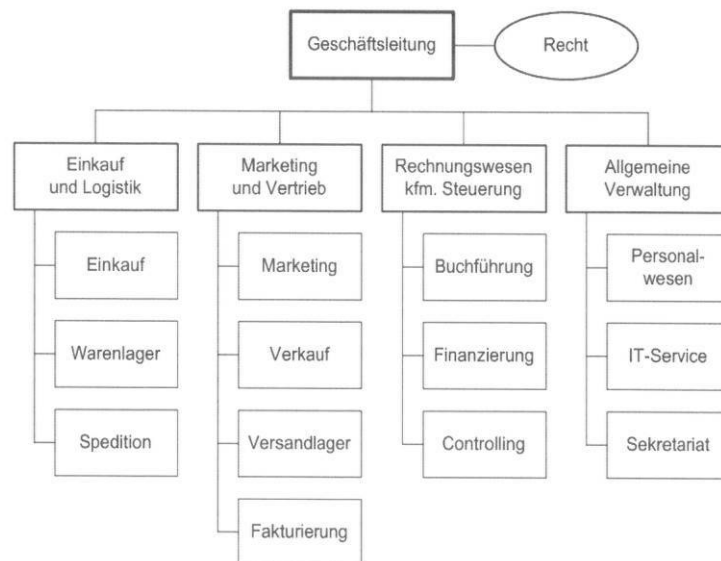 Geschäftsleitung
Recht
Einkauf
und Logistik
Marketing
und Vertrieb
Rechnungswesen
kfm. Steuerung
Allgemeine
Verwaltung
Einkauf
Marketing
Buchführung
Personal-
wesen
Warenlager
Verkauf
Finanzierung
IT-Service
Spedition
Versandlager
Controlling
Sekretariat
Fakturierung